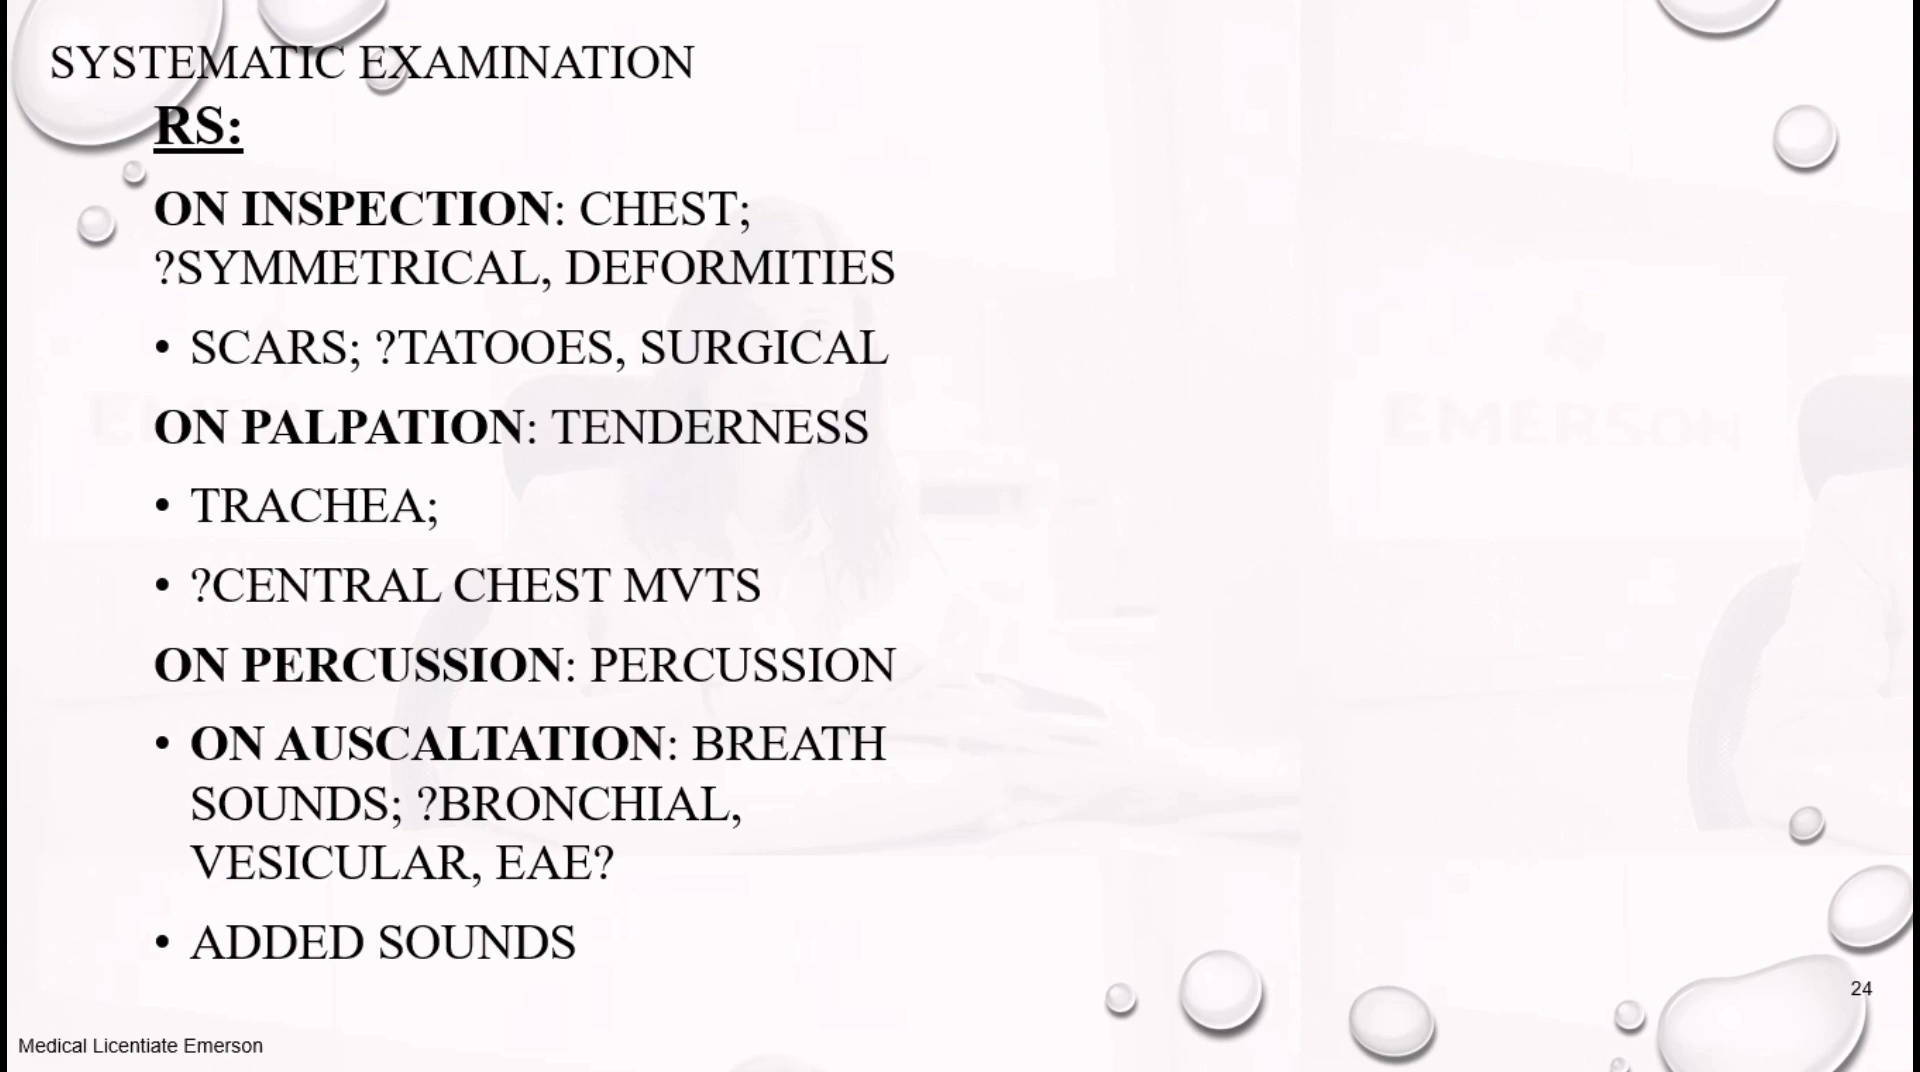 SYSTEMATIC EXAMINATION
RS:
ON INSPECTION: CHEST;
?SYMMETRICAL, DEFORMITIES
• SCARS; ?TATOOES, SURGICAL
ON PALPATION: TENDERNESS
• TRACHEA;
• ?CENTRAL CHEST MVTS
ON PERCUSSION: PERCUSSION
• ON AUSCALTATION: BREATH
SOUNDS; ?BRONCHIAL,
VESICULAR, EAE?
• ADDED SOUNDS
EMERSON
24
Medical Licentiate Emerson